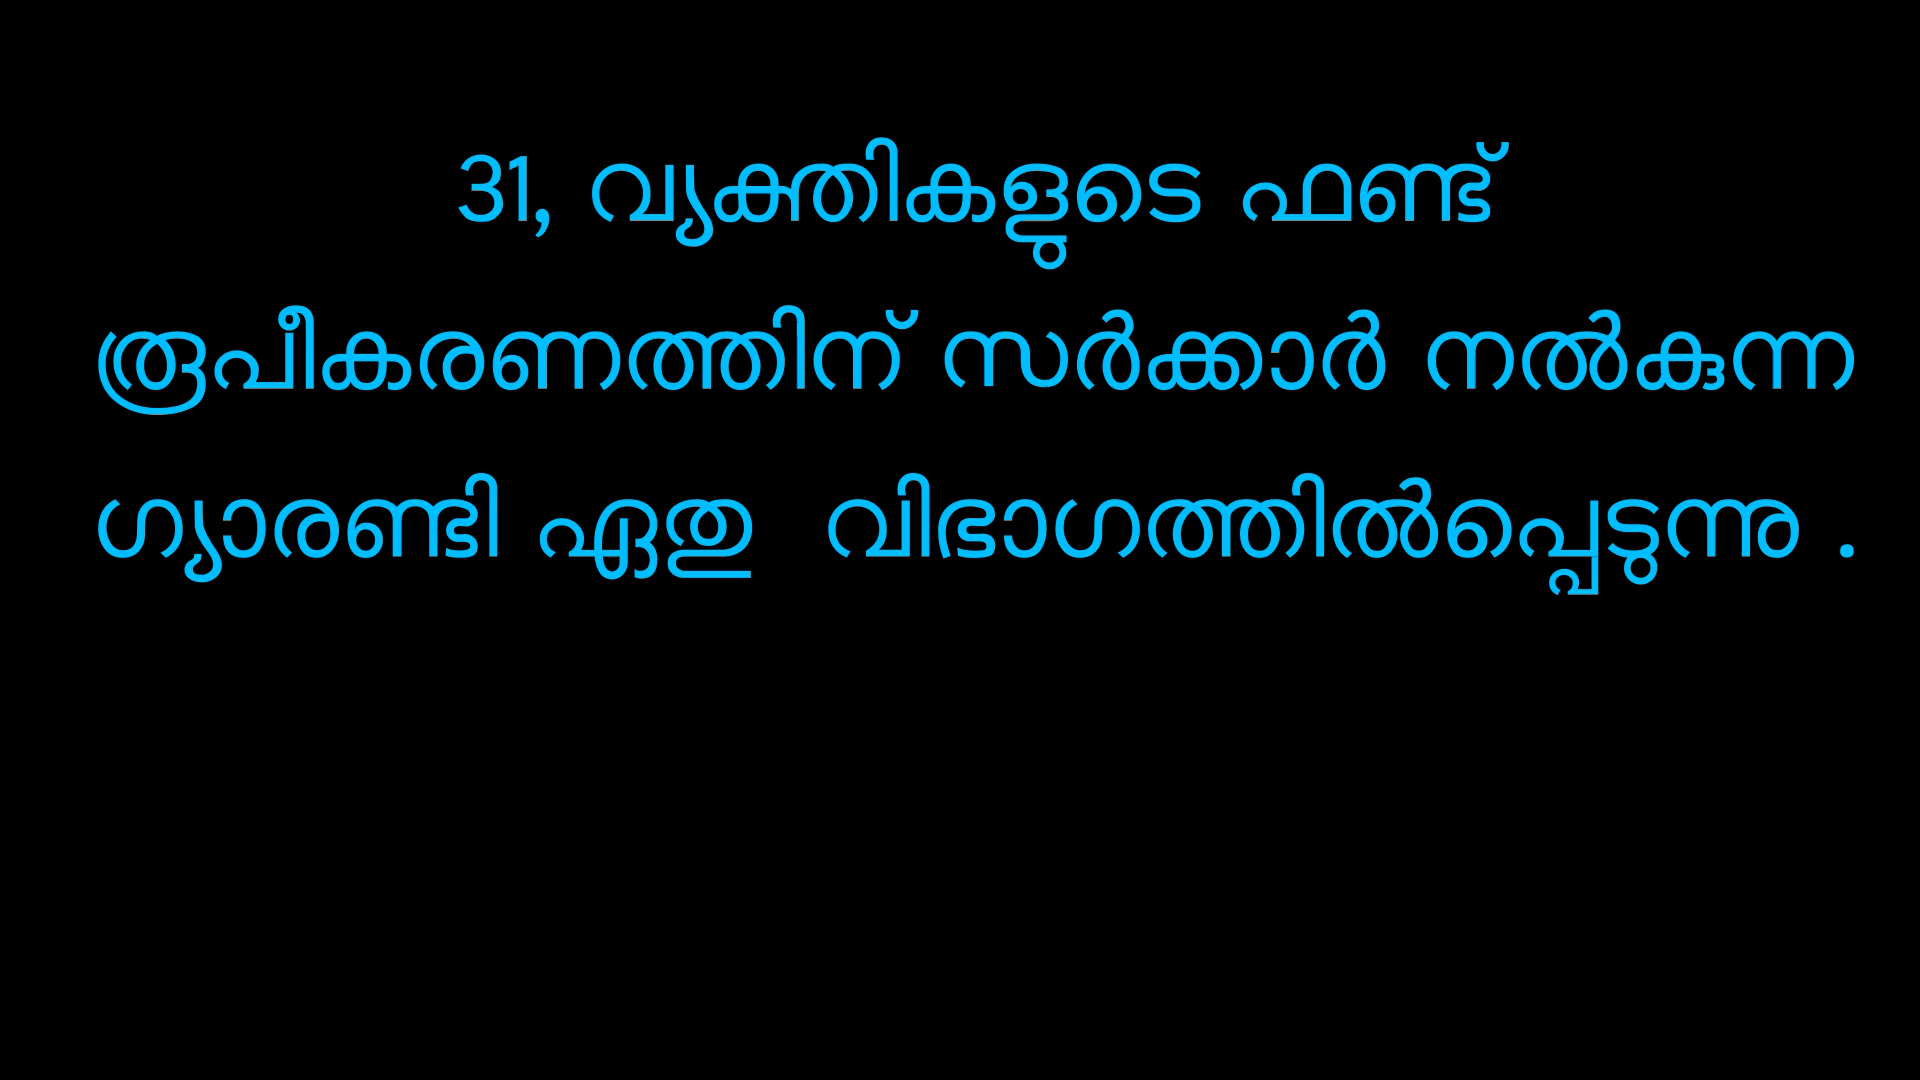 31, വ്യക്തികളുടെ ഫണ്ട്
രൂപീകരണത്തിന് സർക്കാർ നൽകുന്ന
ഗ്യാരണ്ടി ഏതു വിഭാഗത്തിൽപ്പെടുന്നു .